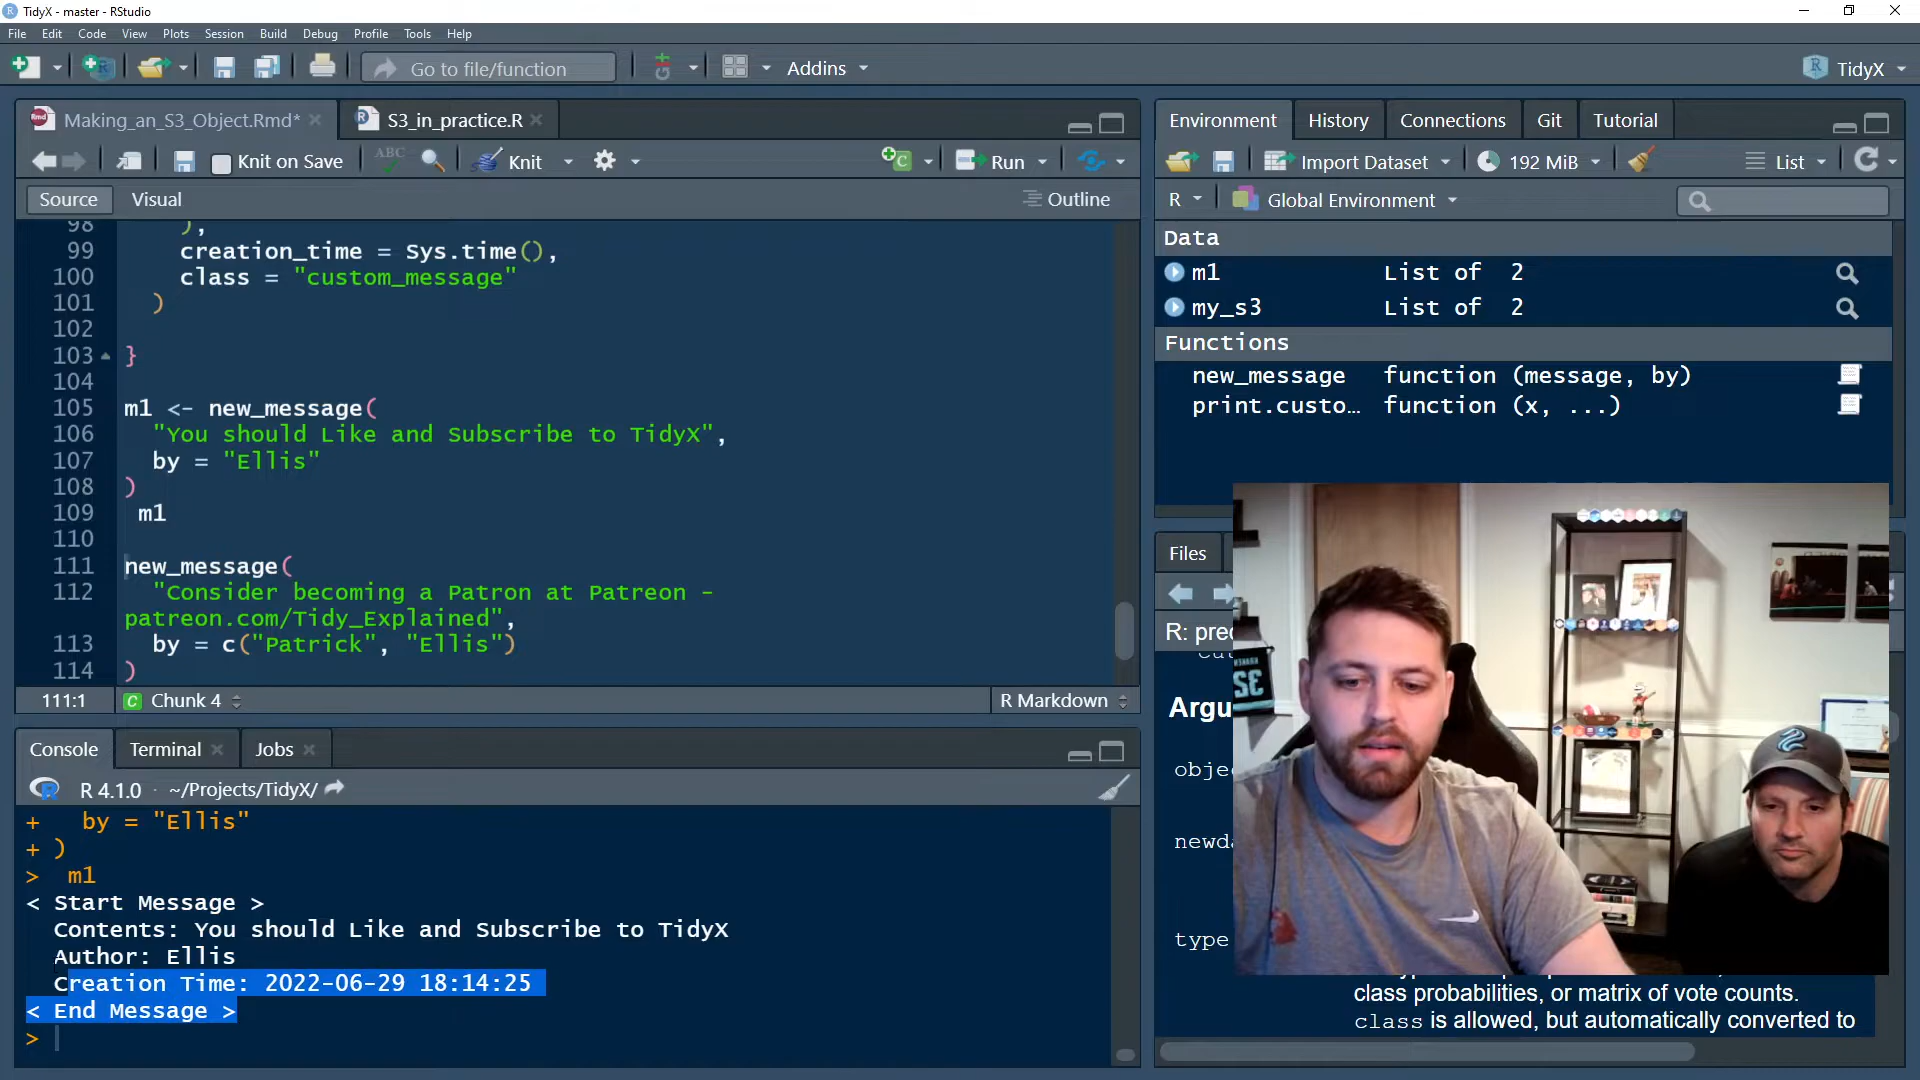 TidyX - master - RStudio
File Edit Code View Plots Session Build Debug Profile Tools Help
Go to file/function
Addins
TidyX
Making_an_S3_Object.Rmd*
S3_in_practice.R
Knit on Save
ABC
Knit
Run
Source
Visual
Outline
98 ),
99 creation_time = Sys.time(),
100 class = "custom_message"
101 )
102
103 }
104
105 m1 <- new_message(
106 "You should Like and Subscribe to TidyX",
107 by = "Ellis"
108 )
109 m1
110
111 new_message(
112 "Consider becoming a Patron at Patreon -
patreon.com/Tidy_Explained",
113 by = c("Patrick", "Ellis")
114 )
111:1
Chunk 4
R Markdown
Console
Terminal
Jobs
R 4.1.0 · ~/Projects/TidyX/
+ by = "Ellis"
+ )
> m1
< Start Message >
Contents: You should Like and Subscribe to TidyX
Author: Ellis
Creation Time: 2022-06-29 18:14:25
< End Message >
>
Environment
History
Connections
Git
Tutorial
Import Dataset
192 MiB
List
R
Global Environment
Data
m1 List of 2
my_s3 List of 2
Functions
new_message function (message, by)
print.custo… function (x, ...)
Files
R: pred
Argu
objec
newda
type
class probabilities, or matrix of vote counts.
class is allowed, but automatically converted to